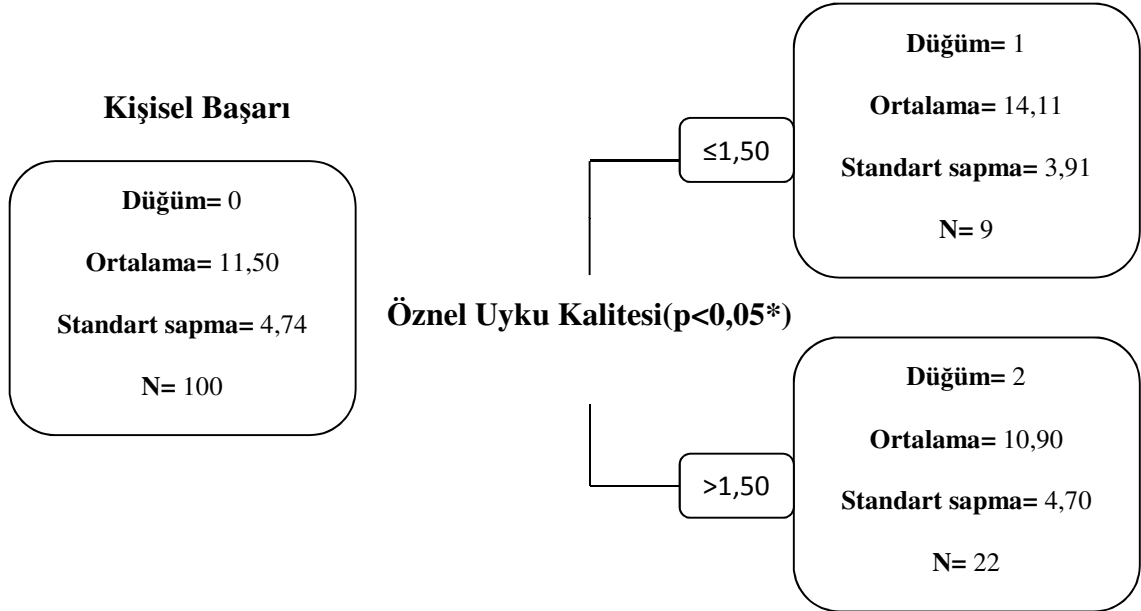 Kişisel Başarı
Düğüm= 0
Ortalama= 11,50
Standart sapma= 4,74
N= 100
Öznel Uyku Kalitesi(p<0,05*)
≤1,50
Düğüm= 1
Ortalama= 14,11
Standart sapma= 3,91
N= 9
>1,50
Düğüm= 2
Ortalama= 10,90
Standart sapma= 4,70
N= 22